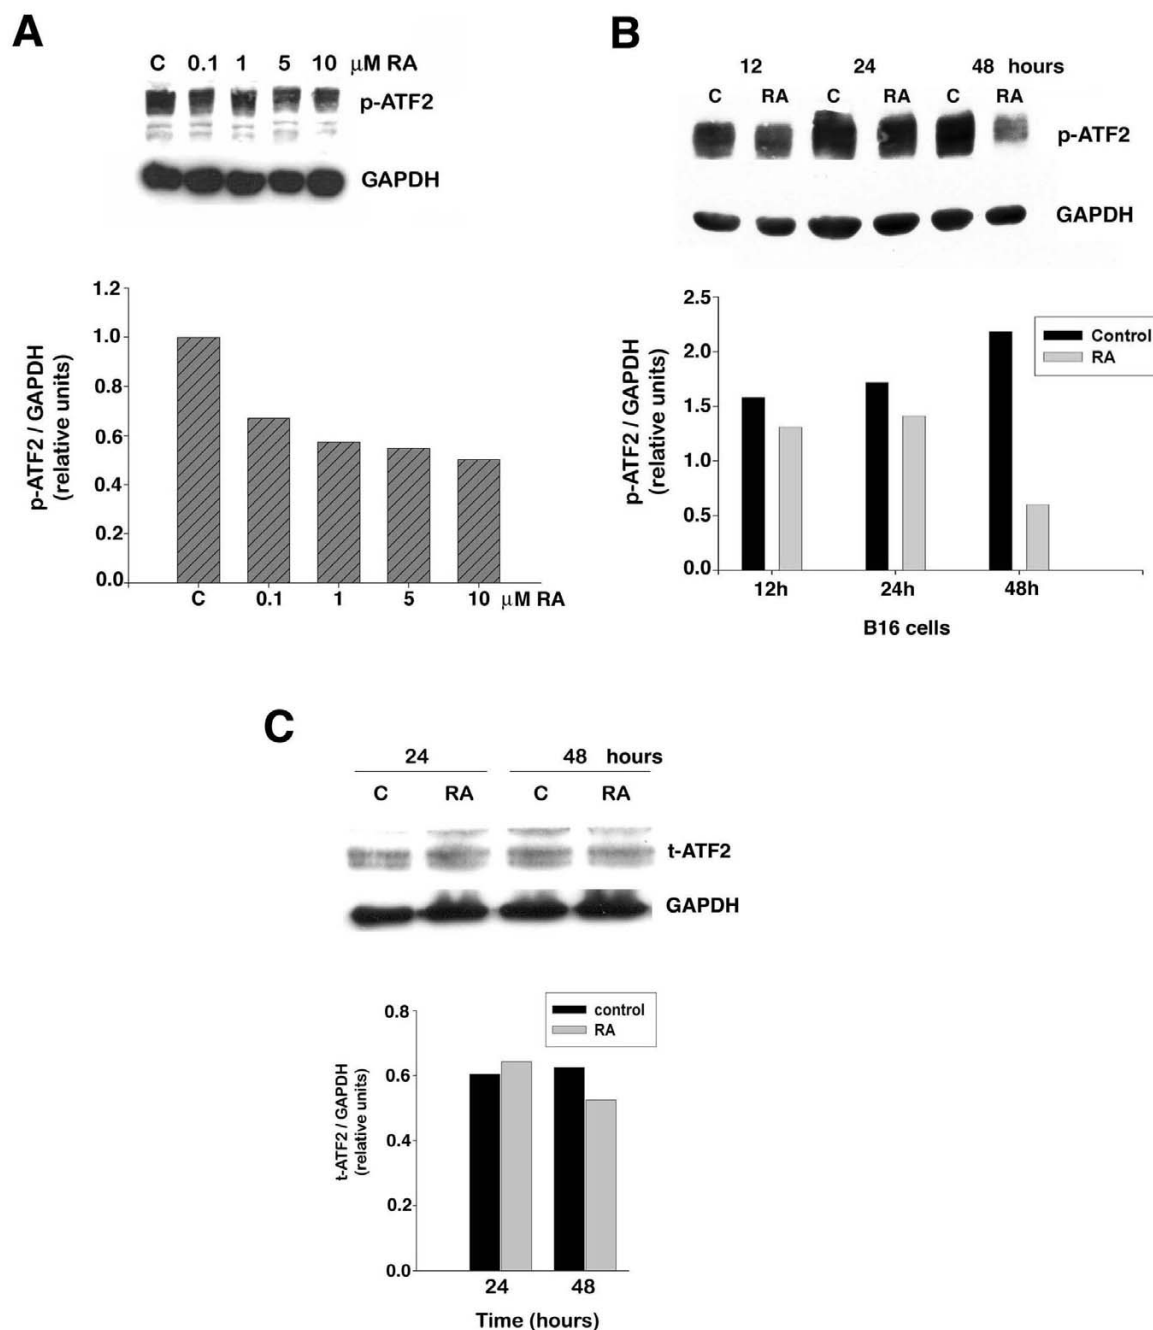 A
C 0.1 1 5 10 μM RA
p-ATF2
GAPDH
1.2
1.0
0.8
0.6
0.4
0.2
0.0
p-ATF2 / GAPDH
(relative units)
C 0.1 1 5 10 μM RA
B
12 24 48 hours
C RA C RA C RA
p-ATF2
GAPDH
2.5
2.0
1.5
1.0
0.5
0.0
p-ATF2 / GAPDH
(relative units)
Control
RA
12h 24h 48h
B16 cells
C
24 48 hours
C RA C RA
t-ATF2
GAPDH
0.8
0.6
0.4
0.2
0.0
t-ATF2 / GAPDH
(relative units)
control
RA
24 48
Time (hours)